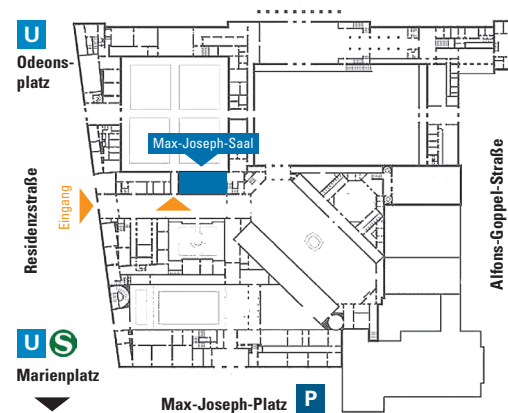 U
Odeons-
platz
Max-Joseph-Saal
Residenzstraße
Eingang
Alfons-Goppel-Straße
U S
Marienplatz
Max-Joseph-Platz P